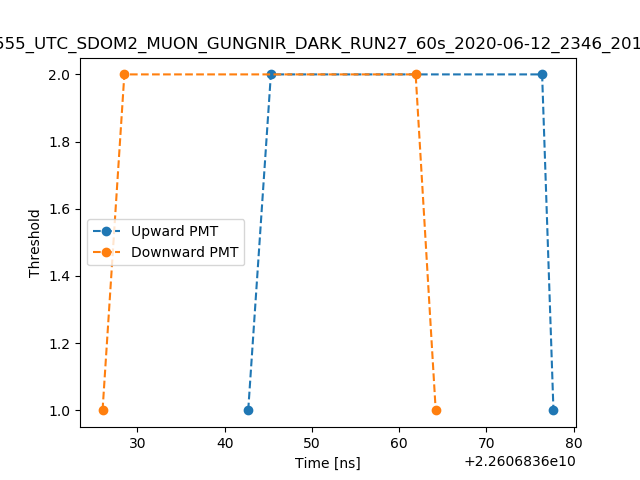 555_UTC_SDOM2_MUON_GUNGNIR_DARK_RUN27_60s_2020-06-12_2346_201
2.0
1.8
1.6
1.4
1.2
1.0
Threshold
Upward PMT
Downward PMT
30 40 50 60 70 80
Time [ns]
+2.2606836e10